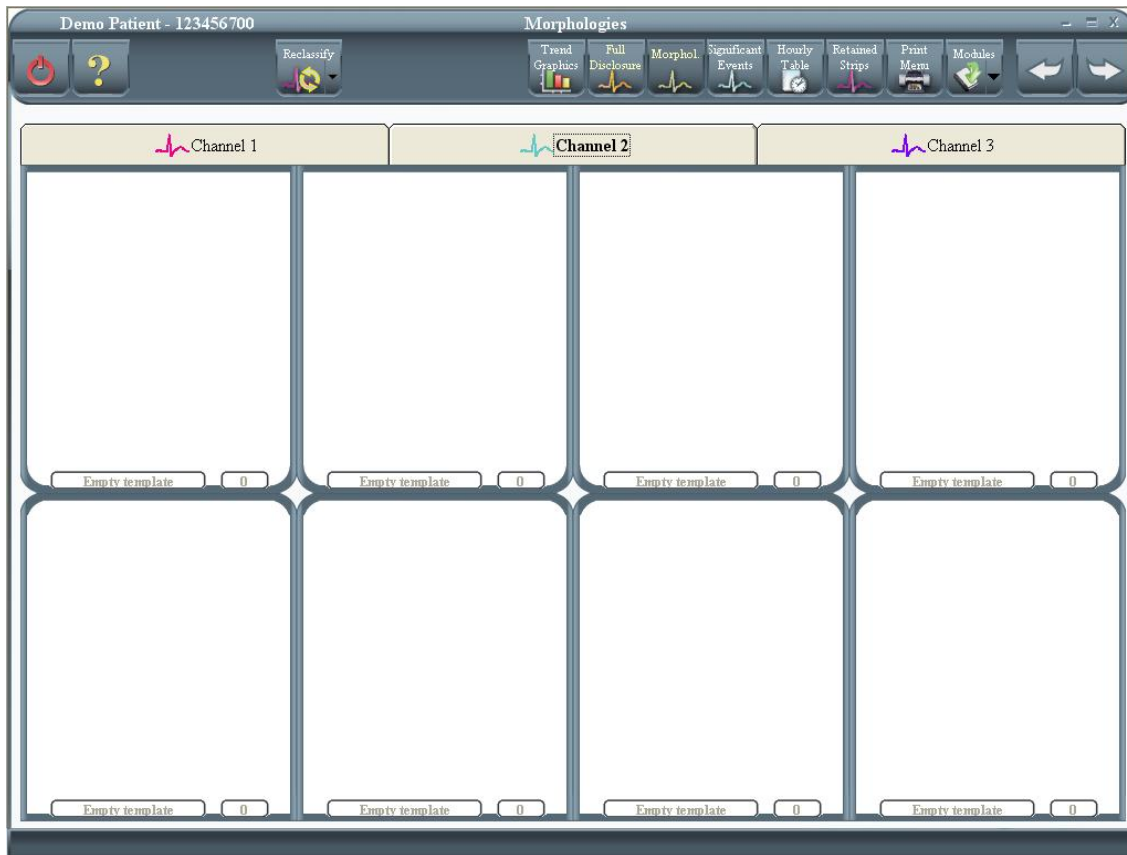 Demo Patient - 123456700
Morphologies
Reclassify
Trend
Graphics
Full
Disclosure
Morphol.
Significant
Events
Hourly
Table
Retained
Strips
Print
Menu
Modules
Channel 1
Channel 2
Channel 3
Empty template 0
Empty template 0
Empty template 0
Empty template 0
Empty template 0
Empty template 0
Empty template 0
Empty template 0